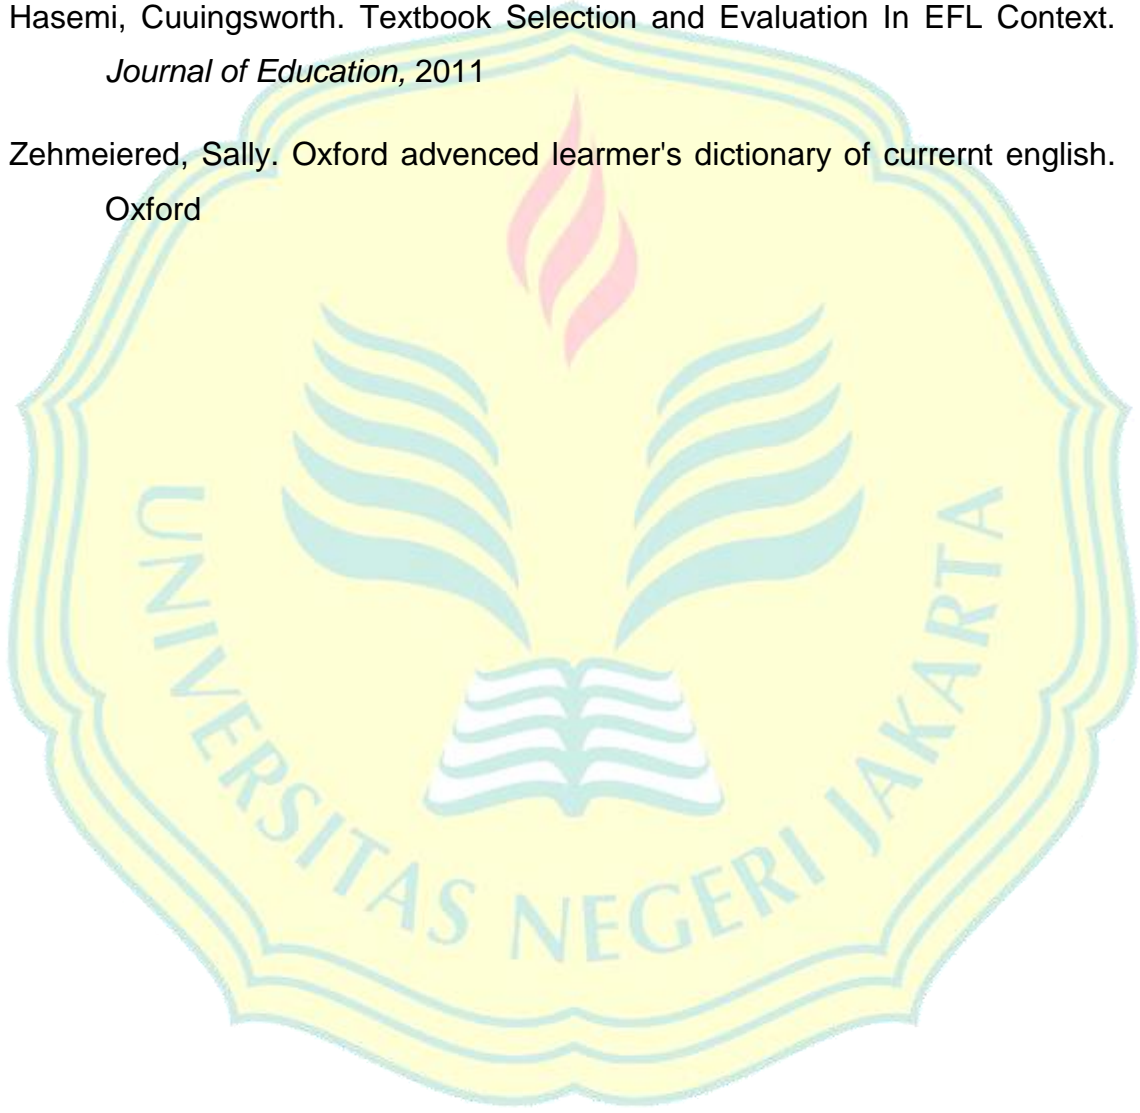 Hasemi, Cuuingsworth. Textbook Selection and Evaluation In EFL Context.
Journal of Education, 2011
Zehmeiered, Sally. Oxford advenced learmer's dictionary of currernt english.
Oxford
UNIVERSITAS NEGERI JAKARTA